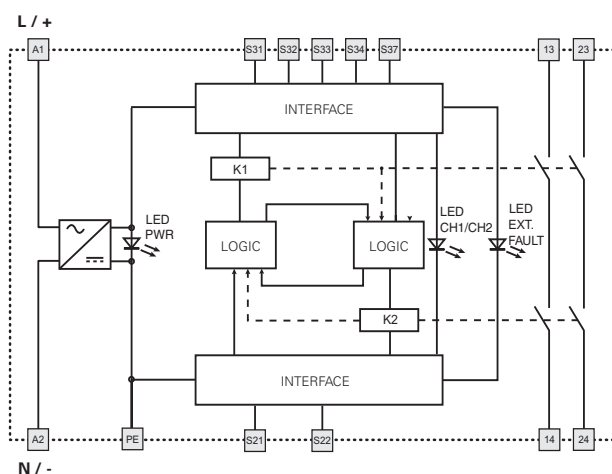 L / +
A1
S31
S32
S33
S34
S37
13
23
INTERFACE
K1
LED
PWR
LOGIC
LOGIC
LED
CH1/CH2
LED
EXT.
FAULT
K2
INTERFACE
A2
PE
S21
S22
14
24
N / -